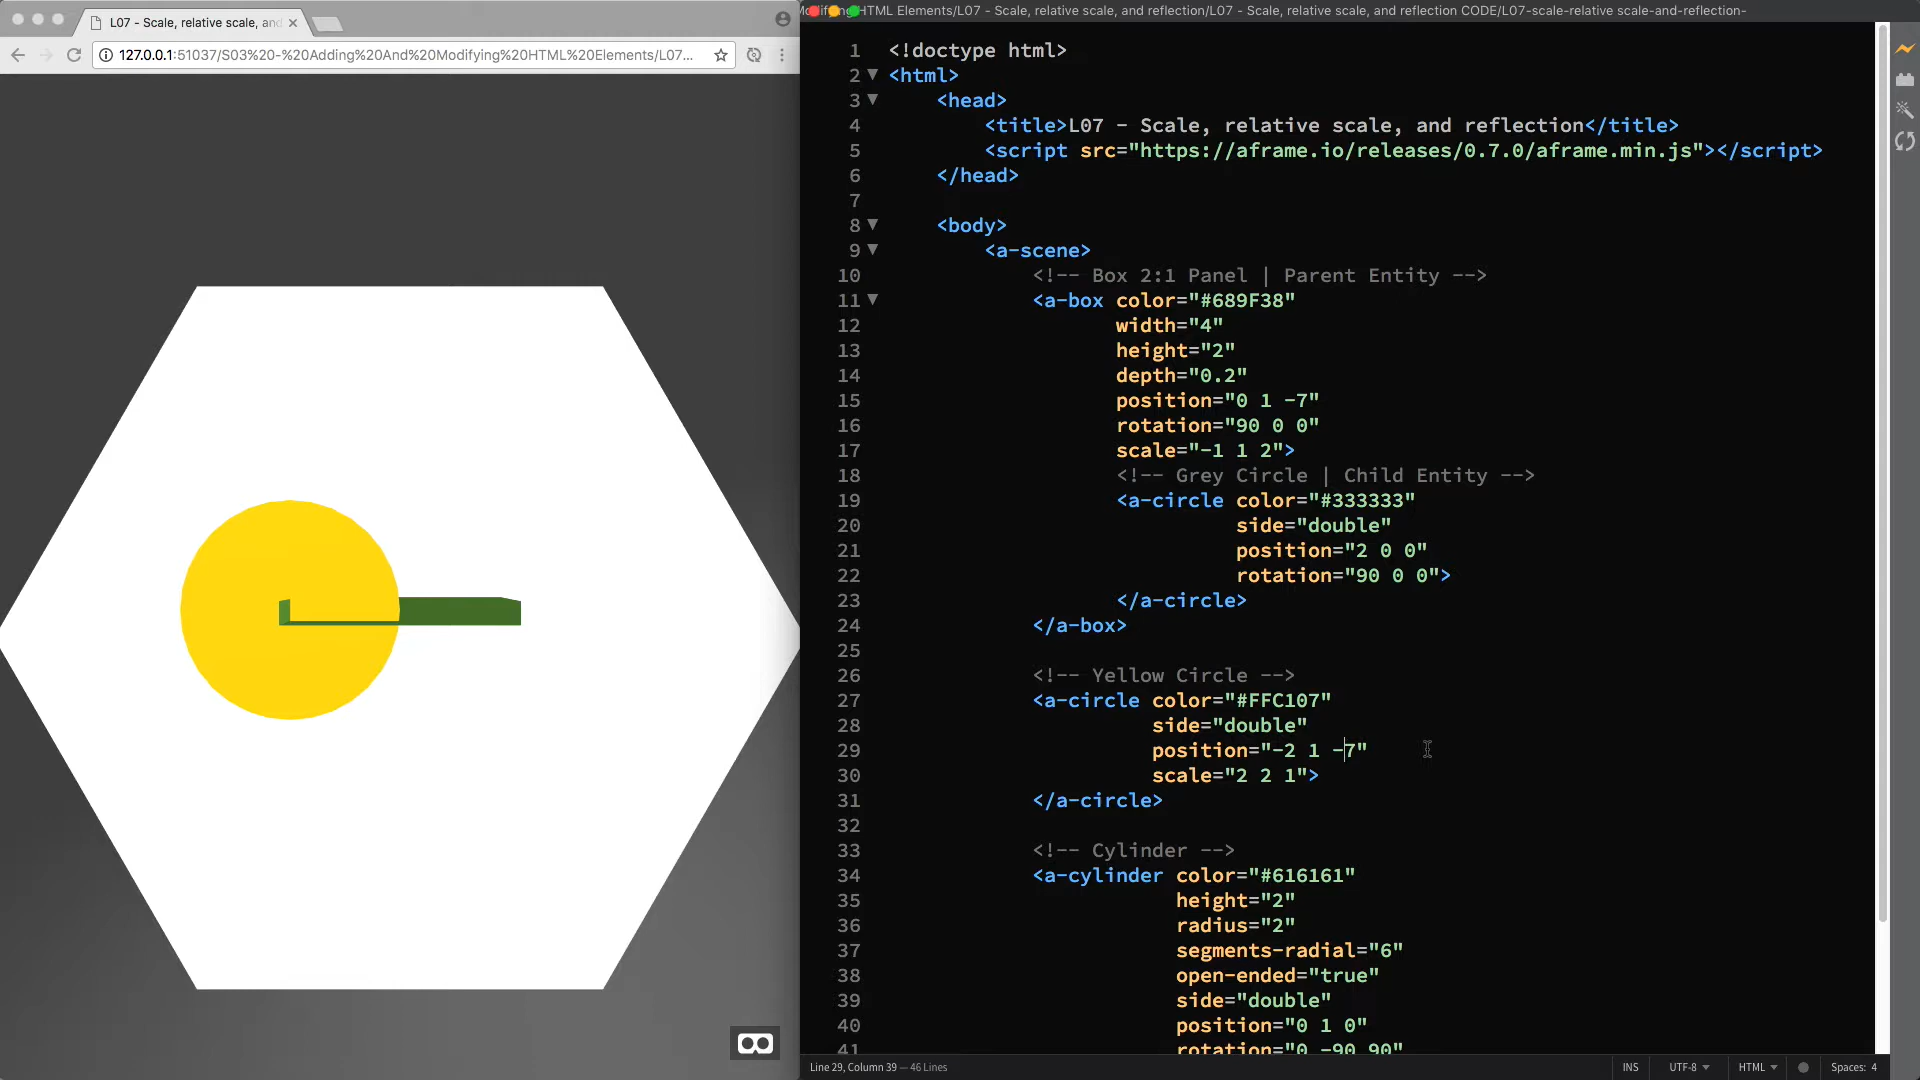 L07 - Scale, relative scale, and
127.0.0.1:51037/S03%20-%20Adding%20And%20Modifying%20HTML%20Elements/L07...
HTML Elements/L07 - Scale, relative scale, and reflection/L07 - Scale, relative scale, and reflection CODE/L07-scale-relative scale-and-reflection-
1 <!doctype html>
2 <html>
3 <head>
4 <title>L07 - Scale, relative scale, and reflection</title>
5 <script src="https://aframe.io/releases/0.7.0/aframe.min.js"></script>
6 </head>
7
8 <body>
9 <a-scene>
10 <!-- Box 2:1 Panel | Parent Entity -->
11 <a-box color="#689F38"
12 width="4"
13 height="2"
14 depth="0.2"
15 position="0 1 -7"
16 rotation="90 0 0"
17 scale="-1 1 2">
18 <!-- Grey Circle | Child Entity -->
19 <a-circle color="#333333"
20 side="double"
21 position="2 0 0"
22 rotation="90 0 0">
23 </a-circle>
24 </a-box>
25
26 <!-- Yellow Circle -->
27 <a-circle color="#FFC107"
28 side="double"
29 position="-2 1 -7"
30 scale="2 2 1">
31 </a-circle>
32
33 <!-- Cylinder -->
34 <a-cylinder color="#616161"
35 height="2"
36 radius="2"
37 segments-radial="6"
38 open-ended="true"
39 side="double"
40 position="0 1 0"
41 rotation="0 -90 90"
Line 29, Column 39 — 46 Lines
INS UTF-8 HTML Spaces: 4